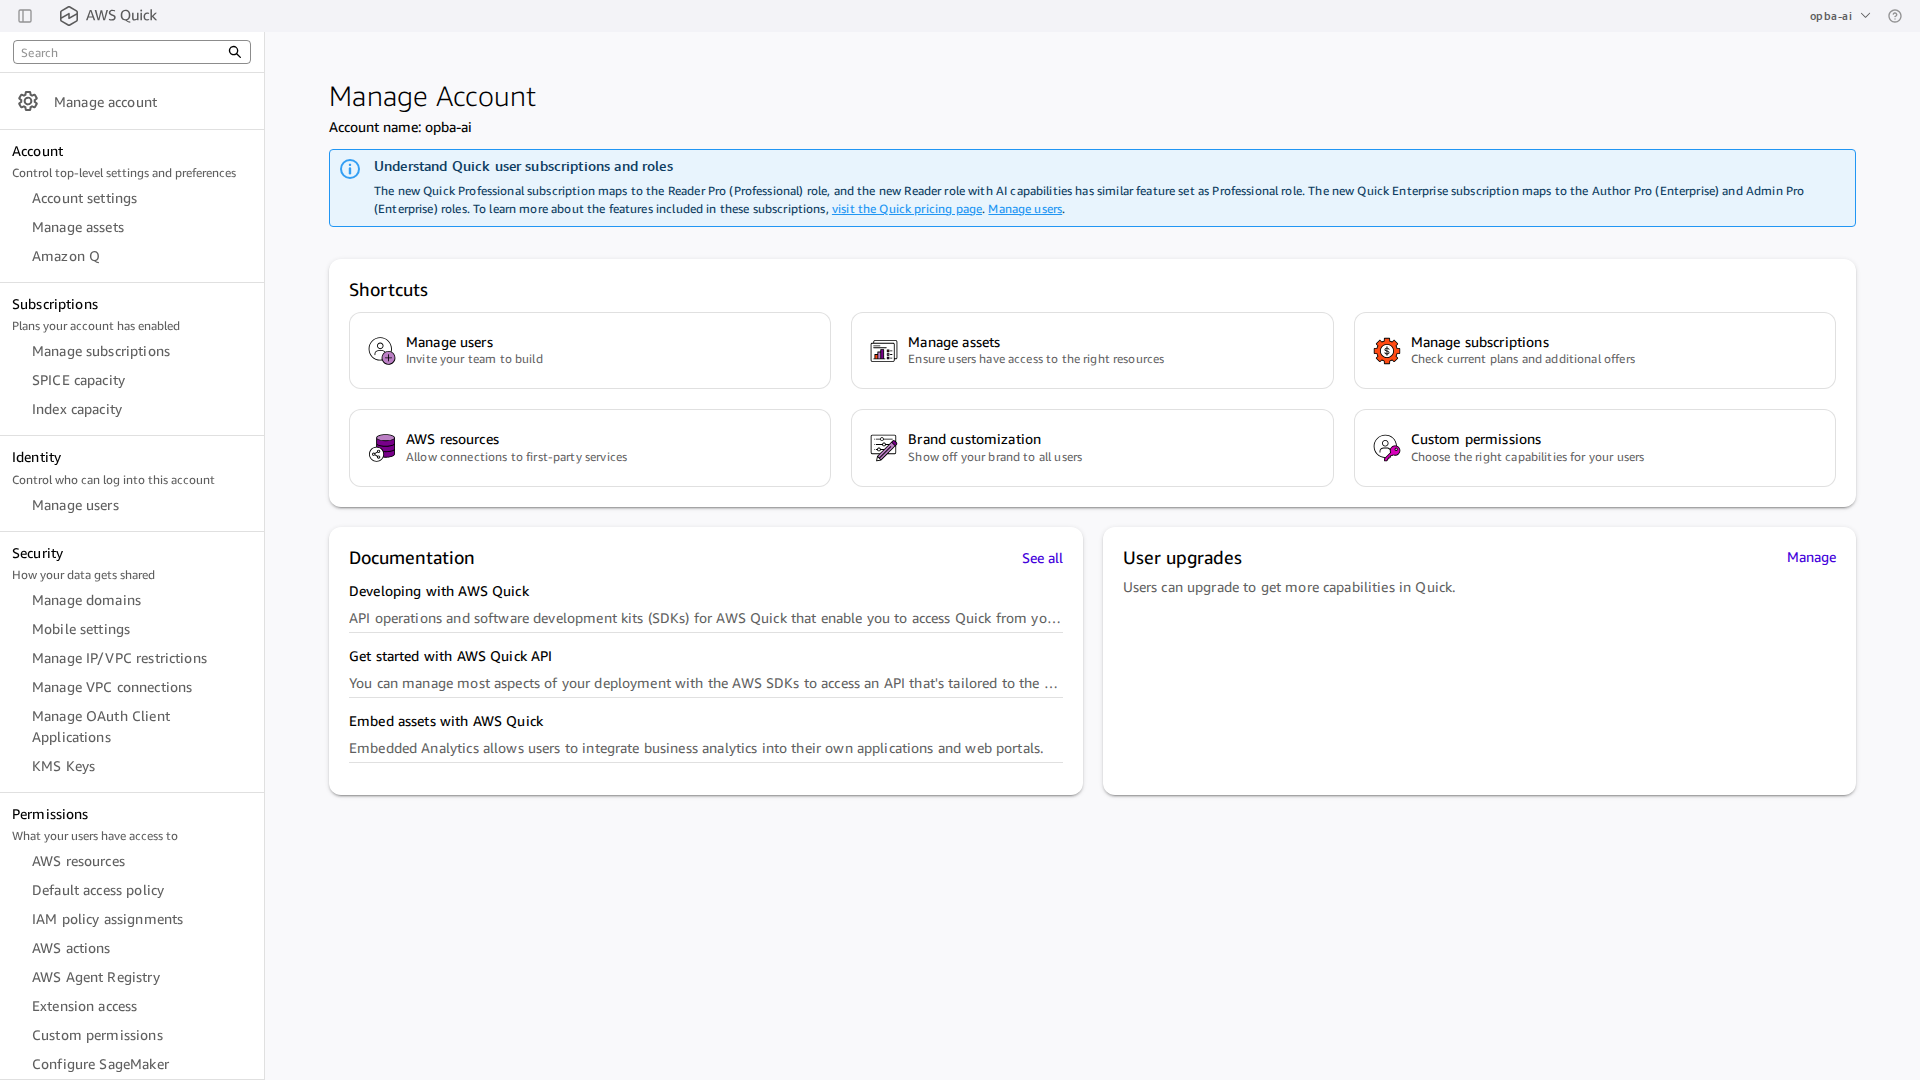 AWS Quick
opba-ai
Search
Manage account
Account
Control top-level settings and preferences
Account settings
Manage assets
Amazon Q
Subscriptions
Plans your account has enabled
Manage subscriptions
SPICE capacity
Index capacity
Identity
Control who can log into this account
Manage users
Security
How your data gets shared
Manage domains
Mobile settings
Manage IP/VPC restrictions
Manage VPC connections
Manage OAuth Client
Applications
KMS Keys
Permissions
What your users have access to
AWS resources
Default access policy
IAM policy assignments
AWS actions
AWS Agent Registry
Extension access
Custom permissions
Configure SageMaker
Manage Account
Account name: opba-ai
Understand Quick user subscriptions and roles
The new Quick Professional subscription maps to the Reader Pro (Professional) role, and the new Reader role with AI capabilities has similar feature set as Professional role. The new Quick Enterprise subscription maps to the Author Pro (Enterprise) and Admin Pro
(Enterprise) roles. To learn more about the features included in these subscriptions, visit the Quick pricing page. Manage users.
Shortcuts
Manage users
Invite your team to build
Manage assets
Ensure users have access to the right resources
Manage subscriptions
Check current plans and additional offers
AWS resources
Allow connections to first-party services
Brand customization
Show off your brand to all users
Custom permissions
Choose the right capabilities for your users
Documentation
See all
Developing with AWS Quick
API operations and software development kits (SDKs) for AWS Quick that enable you to access Quick from yo…
Get started with AWS Quick API
You can manage most aspects of your deployment with the AWS SDKs to access an API that's tailored to the …
Embed assets with AWS Quick
Embedded Analytics allows users to integrate business analytics into their own applications and web portals.
User upgrades
Manage
Users can upgrade to get more capabilities in Quick.